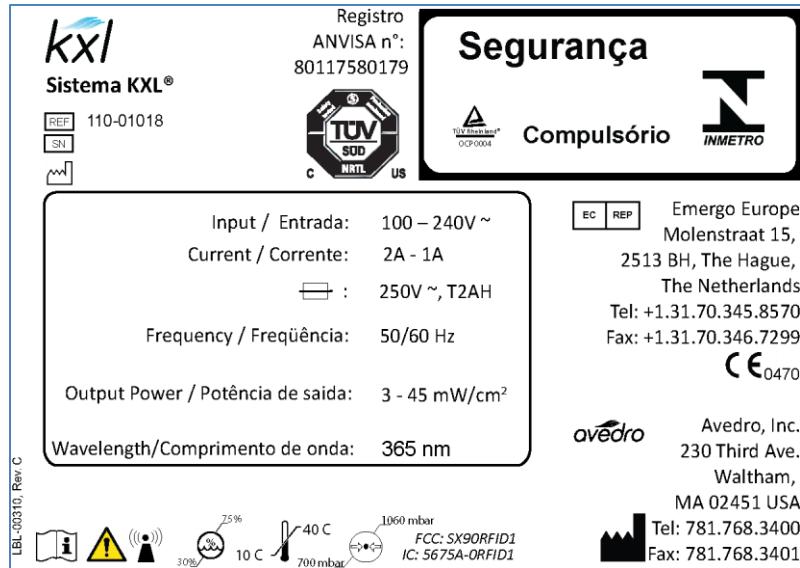 kxl
Sistema KXL®
REF 110-01018
SN
Registro
ANVISA n°:
80117580179
TÜV
SÜD
NRTL
C US
Segurança
TÜVRheinland®
OCP0004
Compulsório
INMETRO
Input / Entrada: 100 – 240V ~
Current / Corrente: 2A - 1A
: 250V ~, T2AH
Frequency / Freqüência: 50/60 Hz
Output Power / Potência de saida: 3 - 45 mW/cm²
Wavelength/Comprimento de onda: 365 nm
EC REP
Emergo Europe
Molenstraat 15,
2513 BH, The Hague,
The Netherlands
Tel: +1.31.70.345.8570
Fax: +1.31.70.346.7299
CE0470
avedro
Avedro, Inc.
230 Third Ave.
Waltham,
MA 02451 USA
Tel: 781.768.3400
Fax: 781.768.3401
LBL-00310, Rev. C
i
75%
30%
40 C
10 C
1060 mbar
700 mbar
FCC: SX90RFID1
IC: 5675A-0RFID1